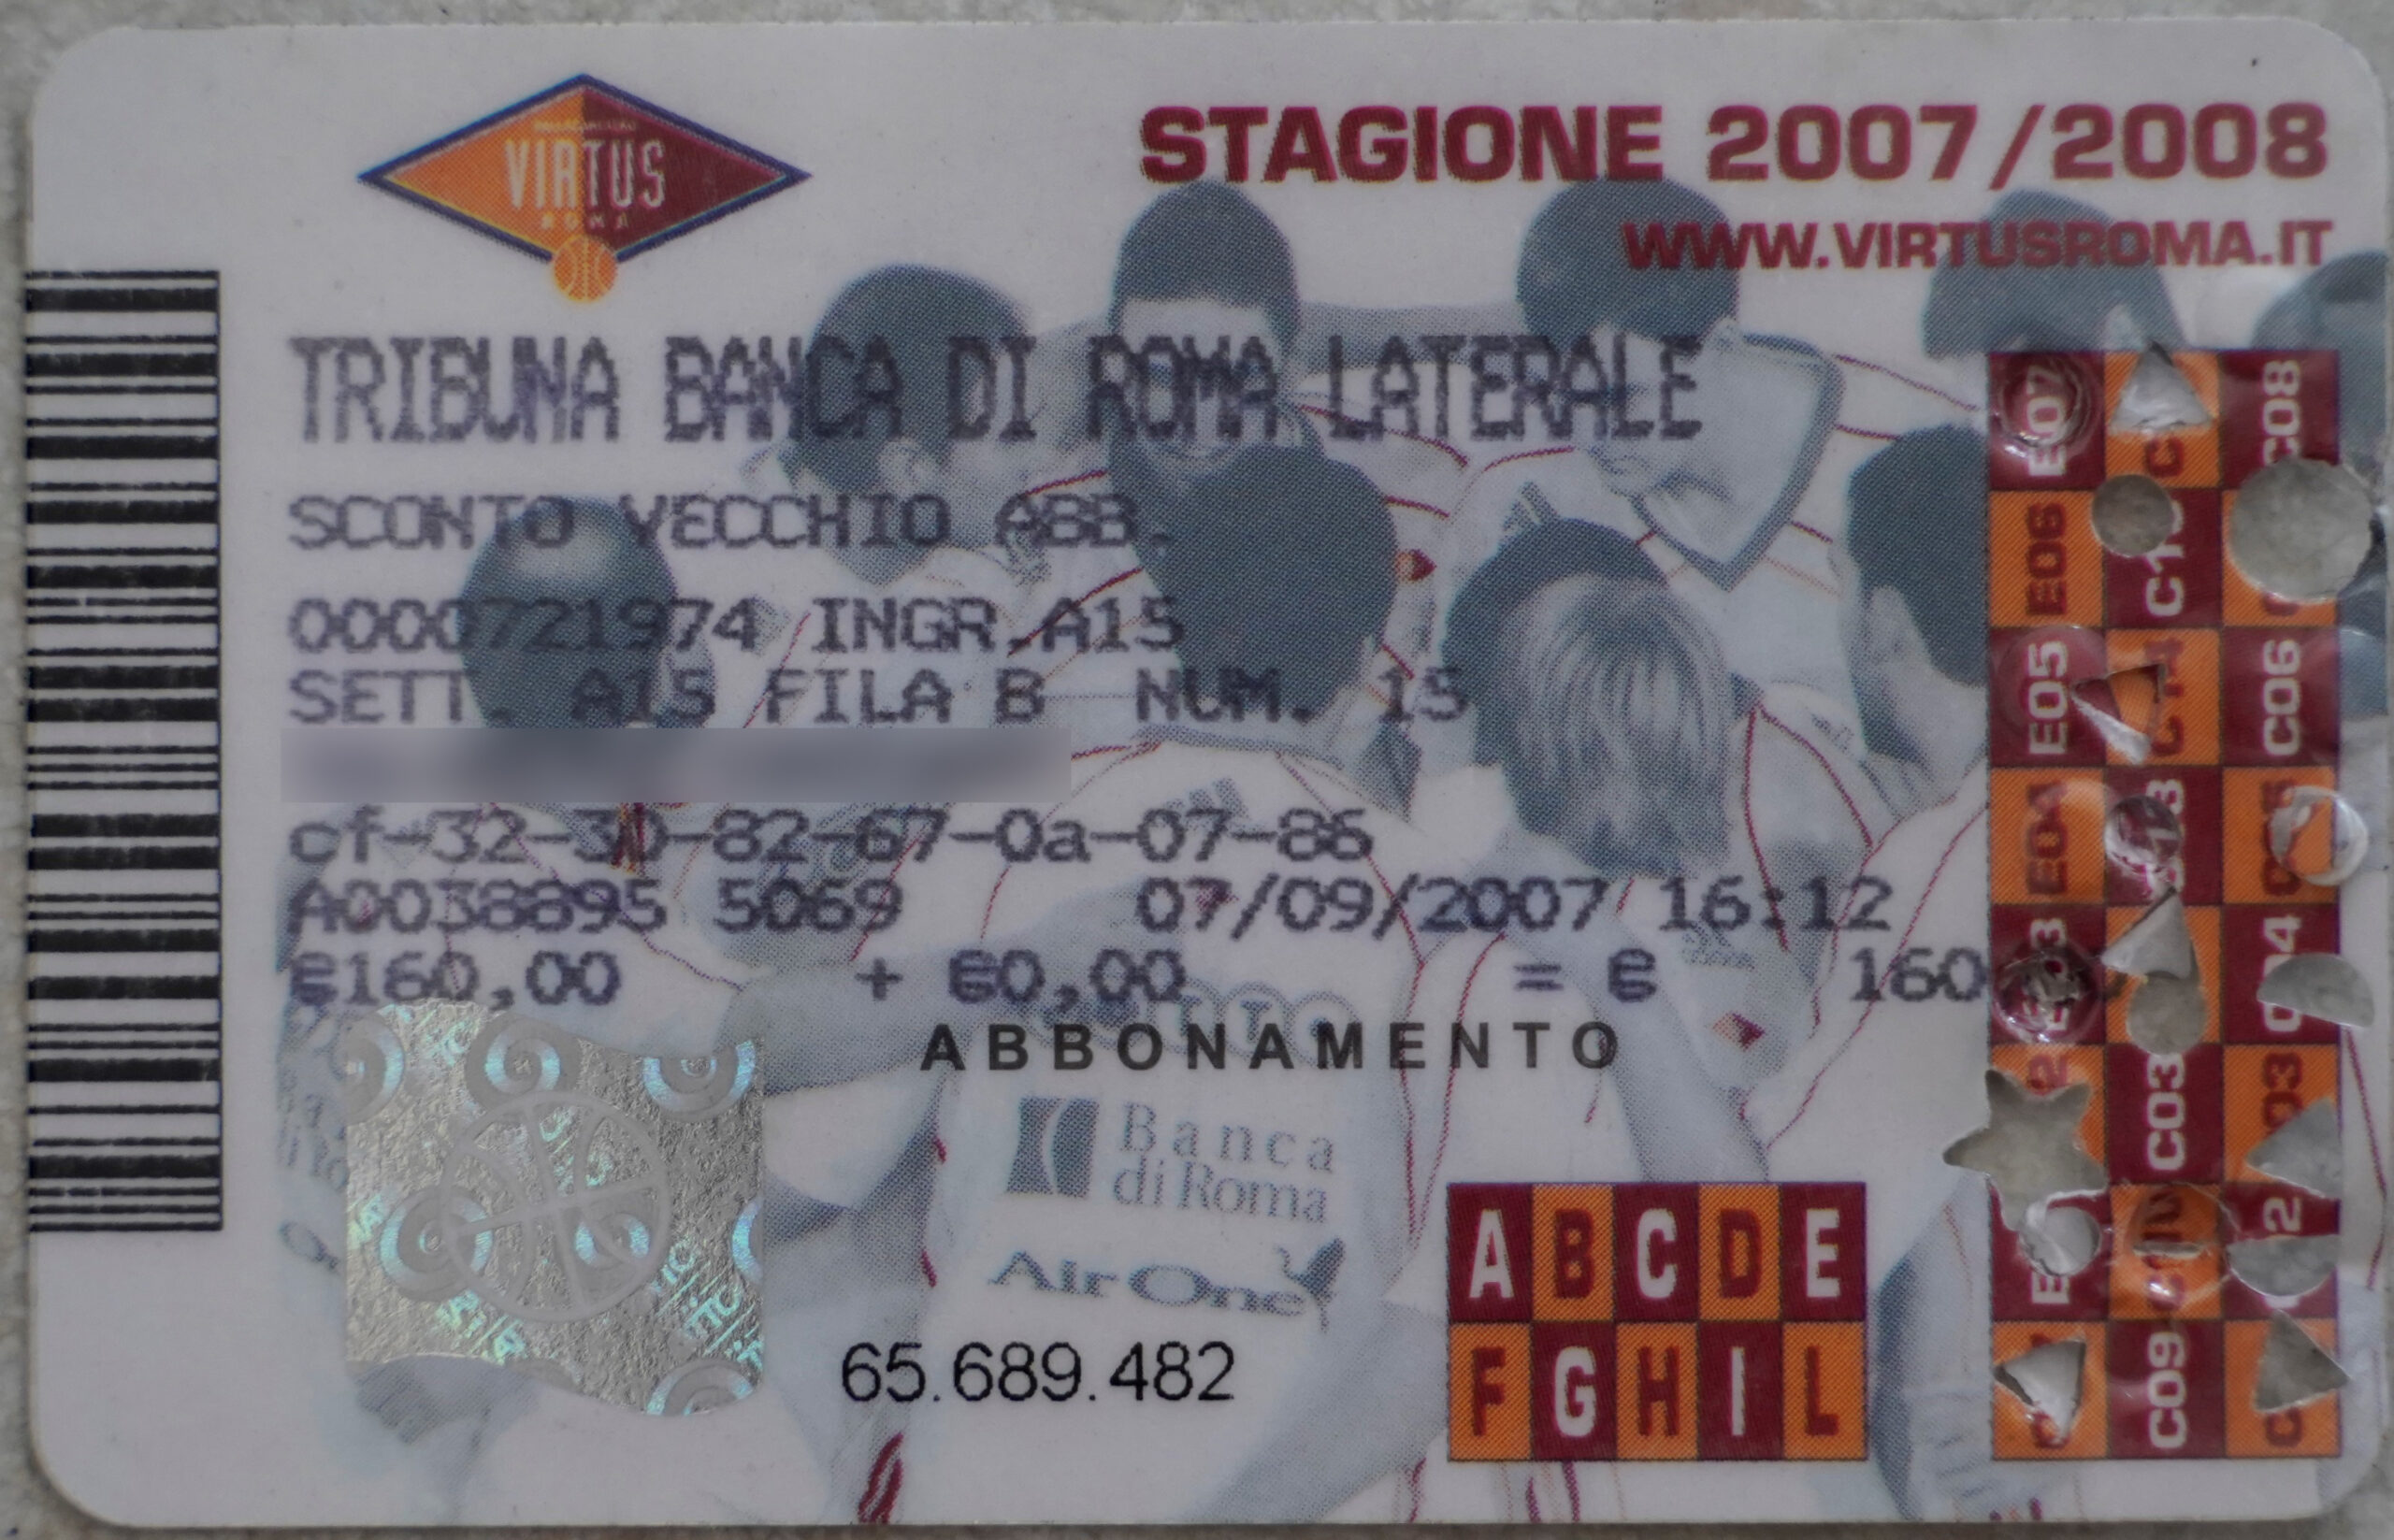 VIRTUS
ROMA
STAGIONE 2007/2008
WWW.VIRTUSROMA.IT
TRIBUNA BANCA DI ROMA LATERALE
SCONTO VECCHIO ABB.
0000721974 INGR.A15
SETT. A15 FILA B NUM. 15
cf-32-3D-82-67-0a-07-86
A0038895 5069 07/09/2007 16:12
€160,00 + €0,00 = € 160
ABBONAMENTO
Banca
di Roma
Air One
65.689.482
A B C D E
F G H I L
E07
E06
E05
E04
C03
C09
C08
C06